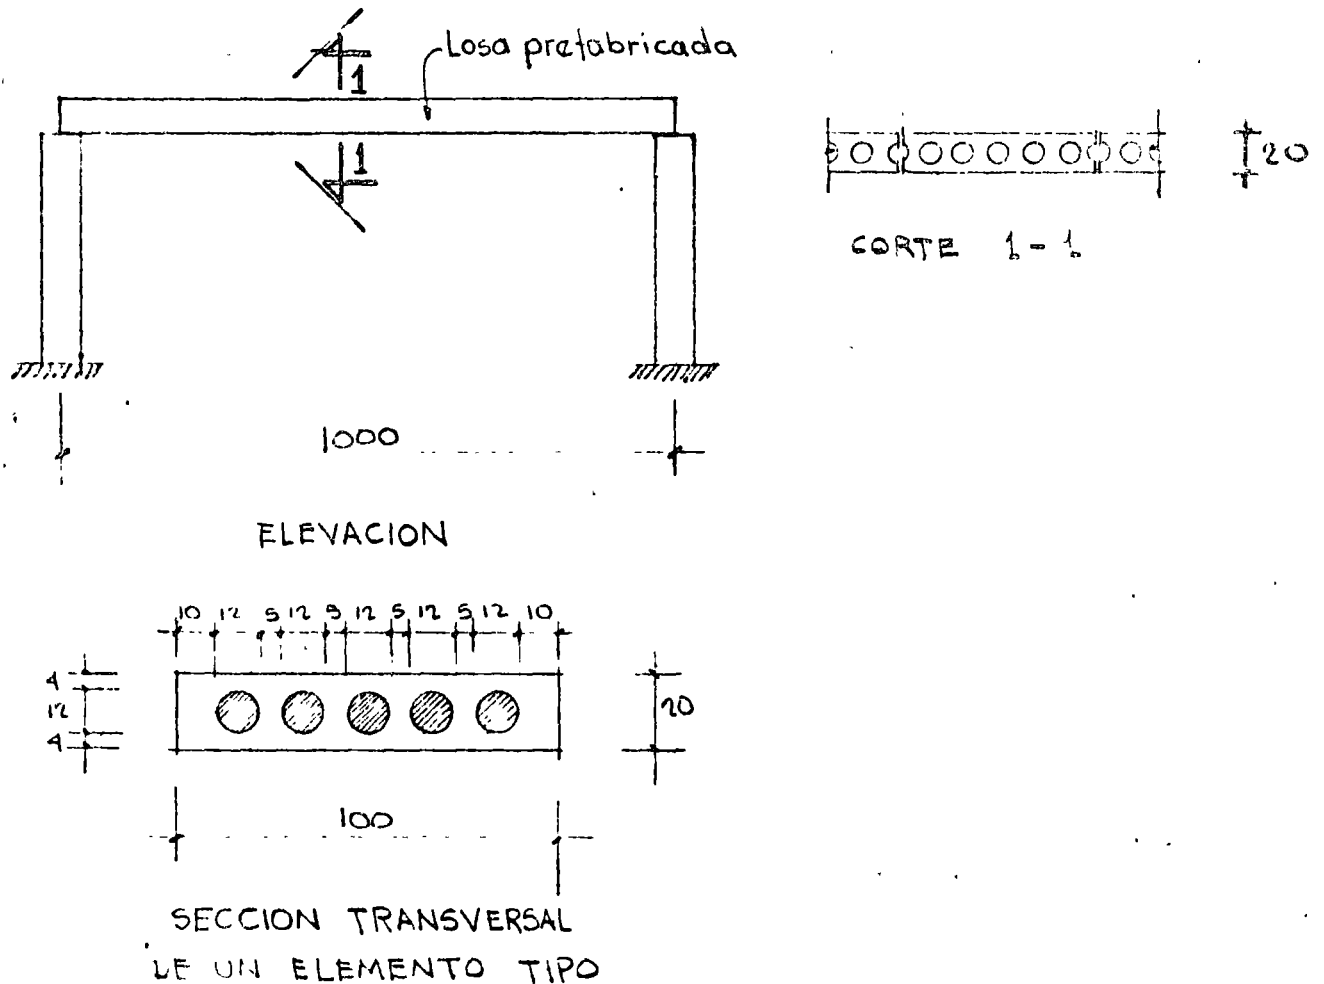 Losa prefabricada
1
1
20
CORTE 1-1
1000
ELEVACION
10 12 5 12 5 12 5 12 5 12 10
4
12
4
20
100
SECCION TRANSVERSAL
DE UN ELEMENTO TIPO